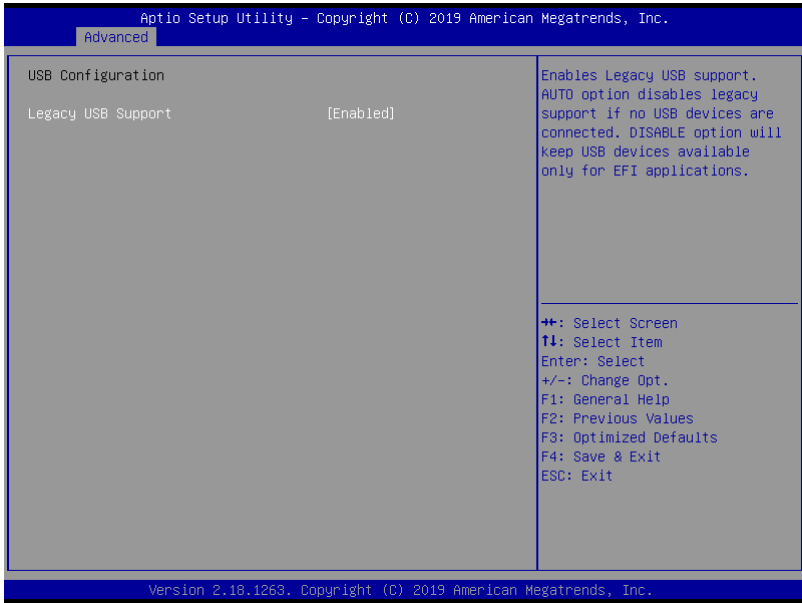 Aptio Setup Utility – Copyright (C) 2019 American Megatrends, Inc.
Advanced
USB Configuration
Legacy USB Support [Enabled]
Enables Legacy USB support.
AUTO option disables legacy
support if no USB devices are
connected. DISABLE option will
keep USB devices available
only for EFI applications.
→←: Select Screen
↑↓: Select Item
Enter: Select
+/-: Change Opt.
F1: General Help
F2: Previous Values
F3: Optimized Defaults
F4: Save & Exit
ESC: Exit
Version 2.18.1263. Copyright (C) 2019 American Megatrends, Inc.